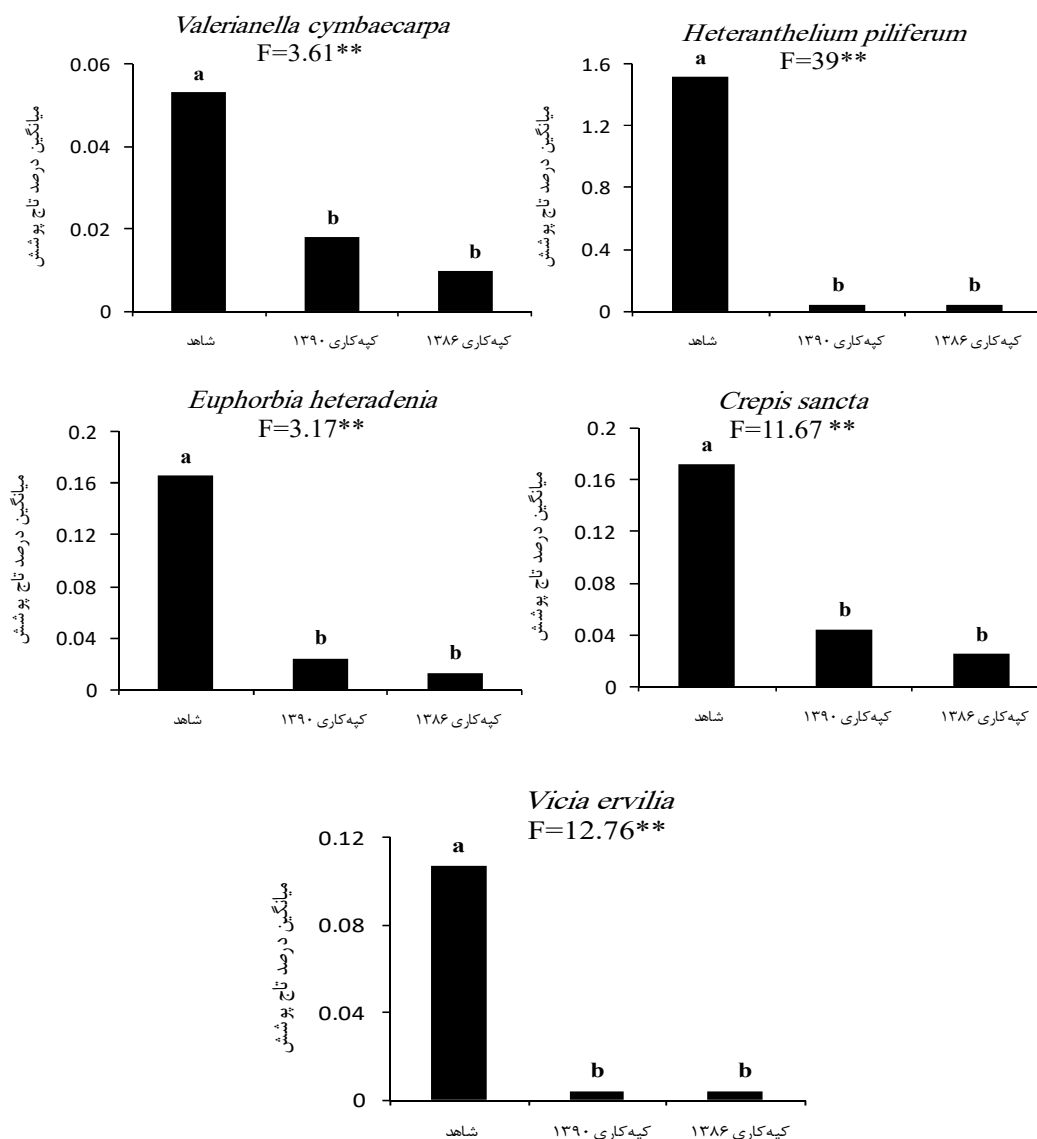 Valerianella cymbaecarpa
F=3.61**
0.06
0.04
0.02
0
a
b
b
میانگین درصد تاج پوشش
شاهد
کپه‌کاری ۱۳۹۰
کپه‌کاری ۱۳۸۶
Heteranthelium piliferum
F=39**
1.6
1.2
0.8
0.4
0
a
b
b
میانگین درصد تاج پوشش
شاهد
کپه‌کاری ۱۳۹۰
کپه‌کاری ۱۳۸۶
Euphorbia heteradenia
F=3.17**
0.2
0.16
0.12
0.08
0.04
0
a
b
b
میانگین درصد تاج پوشش
شاهد
کپه‌کاری ۱۳۹۰
کپه‌کاری ۱۳۸۶
Crepis sancta
F=11.67 **
0.2
0.16
0.12
0.08
0.04
0
a
b
b
میانگین درصد تاج پوشش
شاهد
کپه‌کاری ۱۳۹۰
کپه‌کاری ۱۳۸۶
Vicia ervilia
F=12.76**
0.12
0.08
0.04
0
a
b
b
میانگین درصد تاج پوشش
شاهد
کپه‌کاری ۱۳۹۰
کپه‌کاری ۱۳۸۶